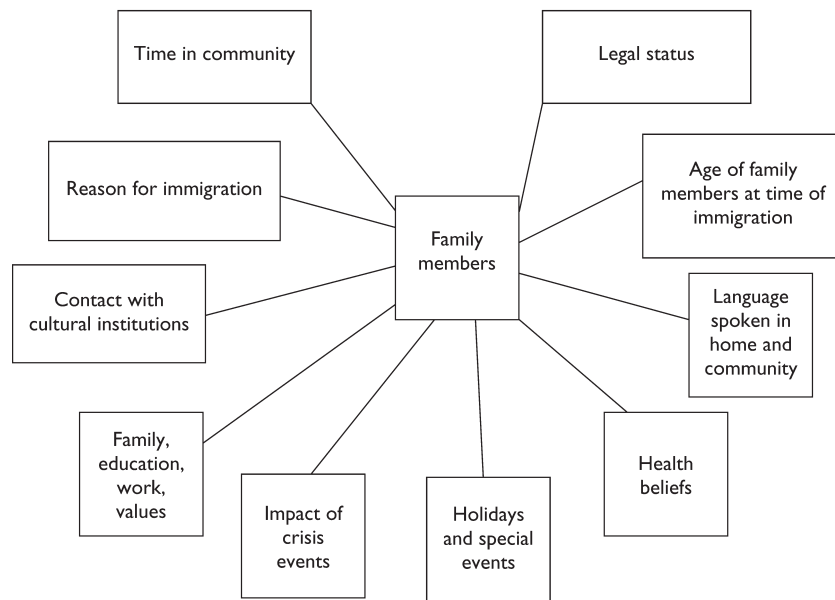 Time in community
Legal status
Reason for immigration
Age of family
members at time of
immigration
Family
members
Contact with
cultural institutions
Language
spoken in
home and
community
Family,
education,
work,
values
Impact of
crisis
events
Holidays
and special
events
Health
beliefs